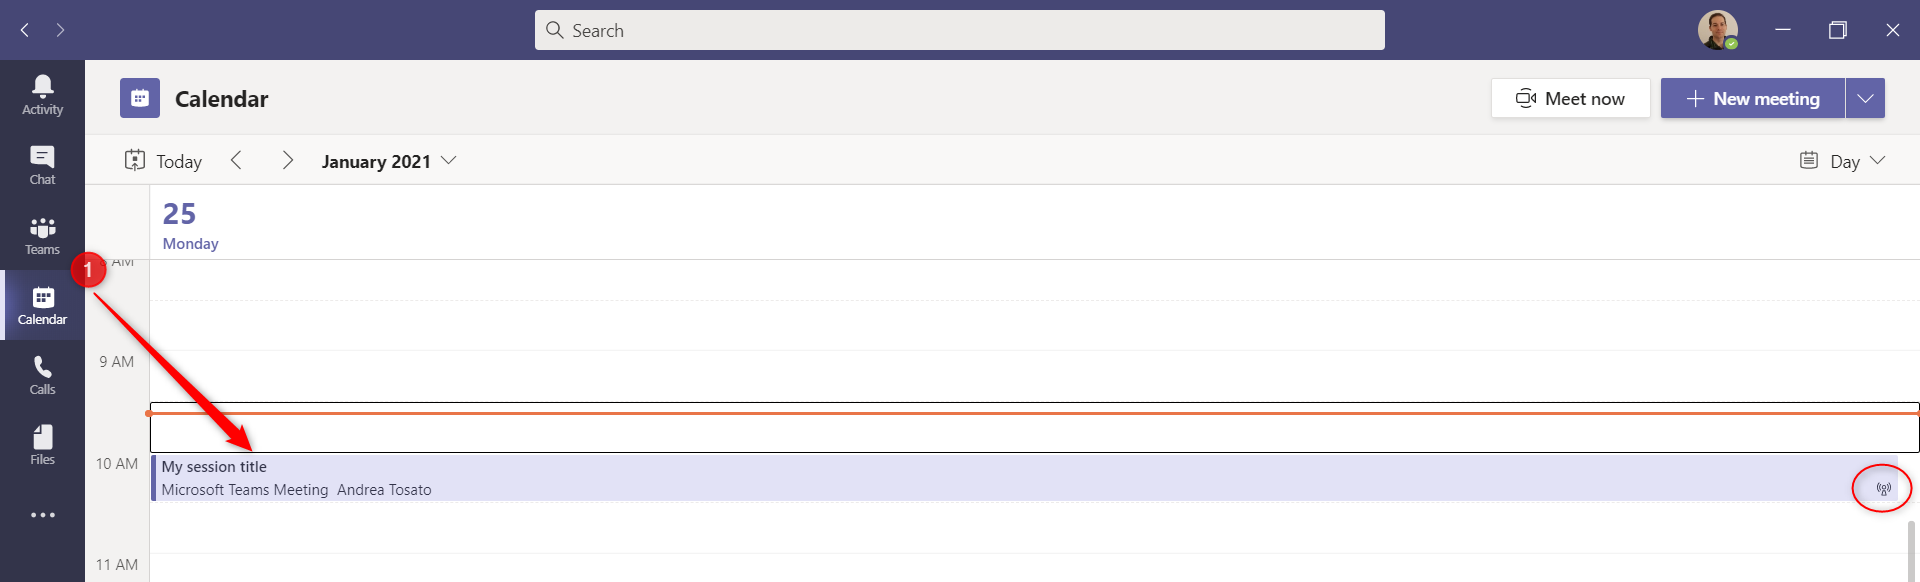 Search
Activity
Chat
Teams
Calendar
Calls
Files
Calendar
Meet now
New meeting
Today
January 2021
Day
25
Monday
1
AM
9 AM
10 AM
My session title
Microsoft Teams Meeting Andrea Tosato
11 AM